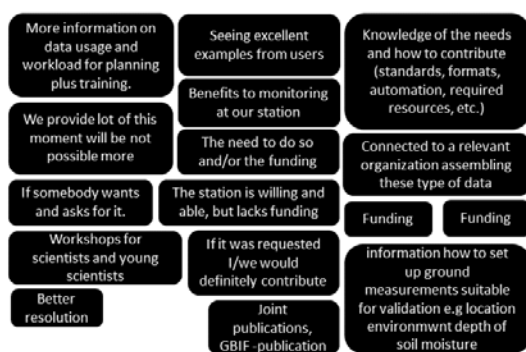 More information on
data usage and
workload for planning
plus training.
We provide lot of this
moment will be not
possible more
If somebody wants
and asks for it.
Workshops for
scientists and young
scientists
Better
resolution
Seeing excellent
examples from users
Benefits to monitoring
at our station
The need to do so
and/or the funding
The station is willing and
able, but lacks funding
If it was requested
I/we would
definitely contribute
Joint
publications,
GBIF -publication
Knowledge of the needs
and how to contribute
(standards, formats,
automation, required
resources, etc.)
Connected to a relevant
organization assembling
these type of data
Funding
Funding
information how to set
up ground
measurements suitable
for validation e.g location
environmwnt depth of
soil moisture